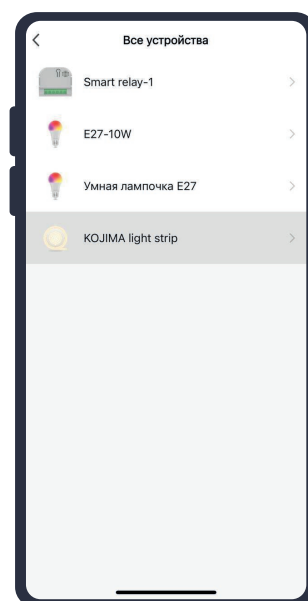 Все устройства
Smart relay-1
E27-10W
Умная лампочка E27
KOJIMA light strip